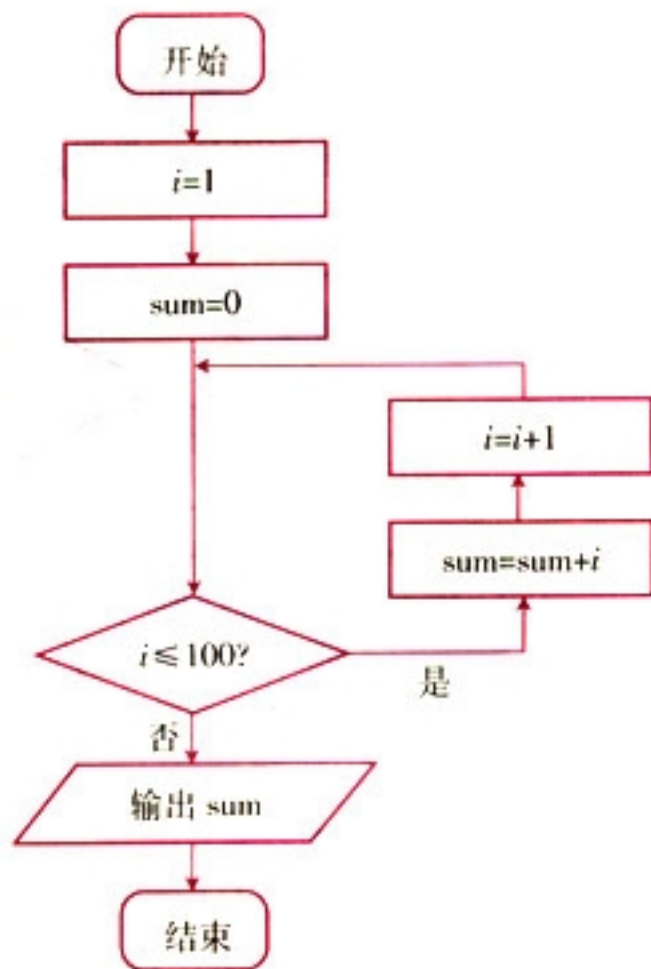 开始
i=1
sum=0
i=i+1
sum=sum+i
i≤100?
是
否
输出 sum
结束